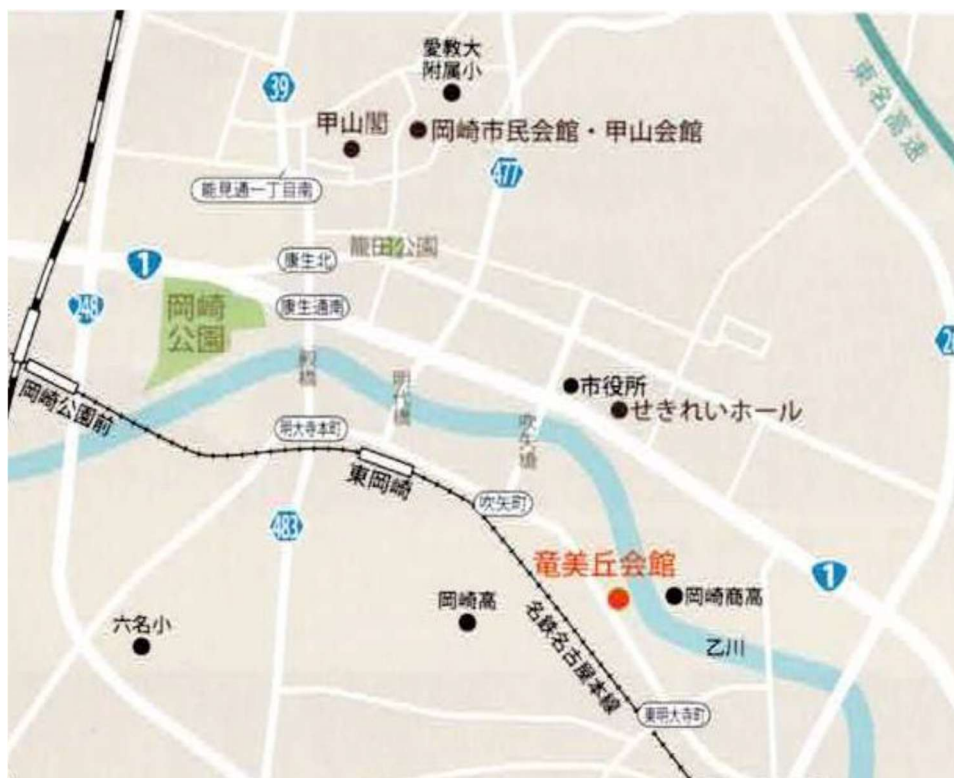 愛教大
附属小
39
甲山閣
岡崎市民会館・甲山会館
東名高速
477
能見通一丁目南
籠田公園
1
康生北
岡崎
公園
248
康生通南
殿橋
明代橋
吹矢橋
市役所
せきれいホール
岡崎公園前
明大寺本町
東岡崎
吹矢町
483
竜美丘会館
1
岡崎高
岡崎商高
六名小
名鉄名古屋本線
乙川
東明大寺町